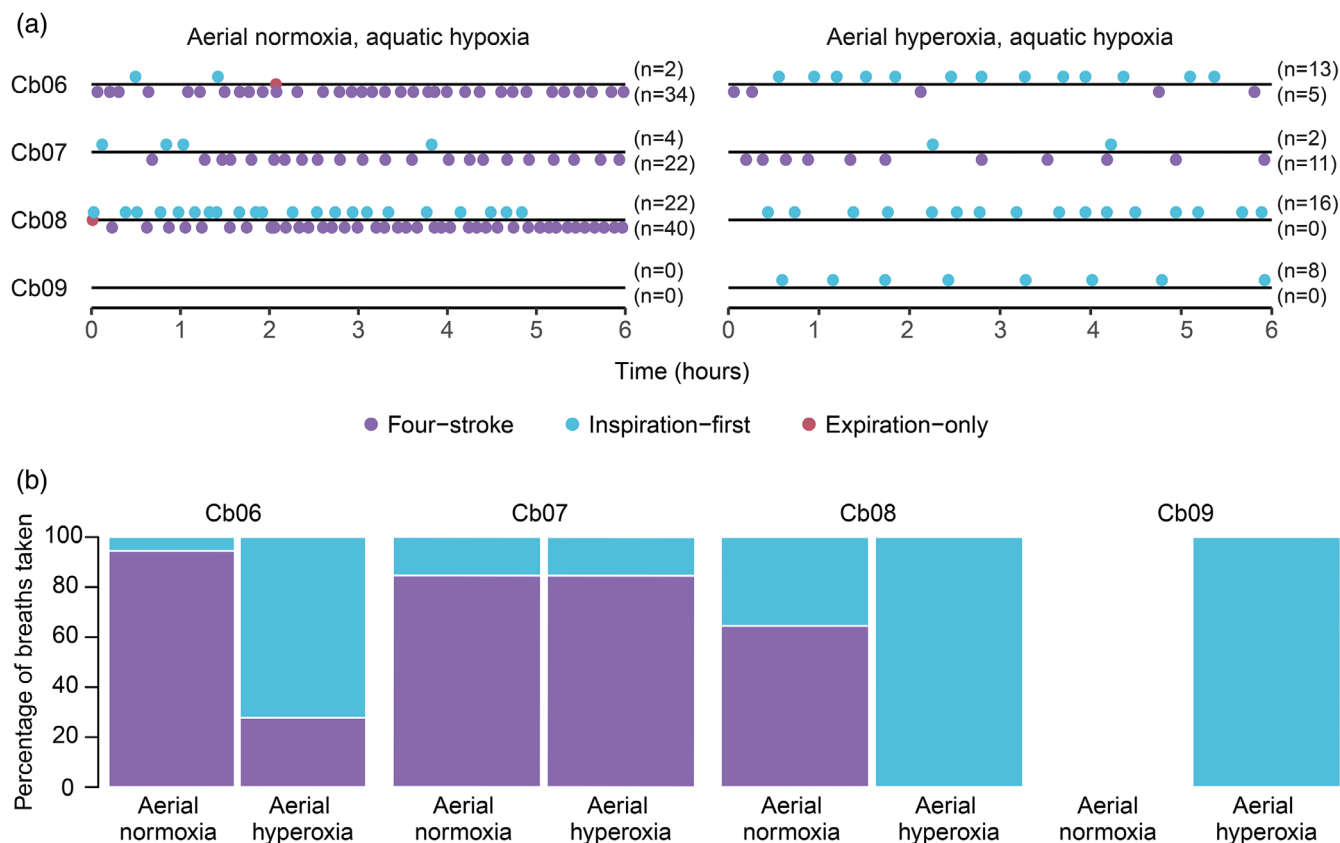 (a)
Aerial normoxia, aquatic hypoxia
Aerial hyperoxia, aquatic hypoxia
Cb06 (n=2) (n=13)
(n=34) (n=5)
Cb07 (n=4) (n=2)
(n=22) (n=11)
Cb08 (n=22) (n=16)
(n=40) (n=0)
Cb09 (n=0) (n=8)
(n=0) (n=0)
0 1 2 3 4 5 6 0 1 2 3 4 5 6
Time (hours)
Four−stroke Inspiration−first Expiration−only
(b)
Cb06 Cb07 Cb08 Cb09
Percentage of breaths taken
100
80
60
40
20
0
Aerial Aerial Aerial Aerial Aerial Aerial Aerial Aerial
normoxia hyperoxia normoxia hyperoxia normoxia hyperoxia normoxia hyperoxia